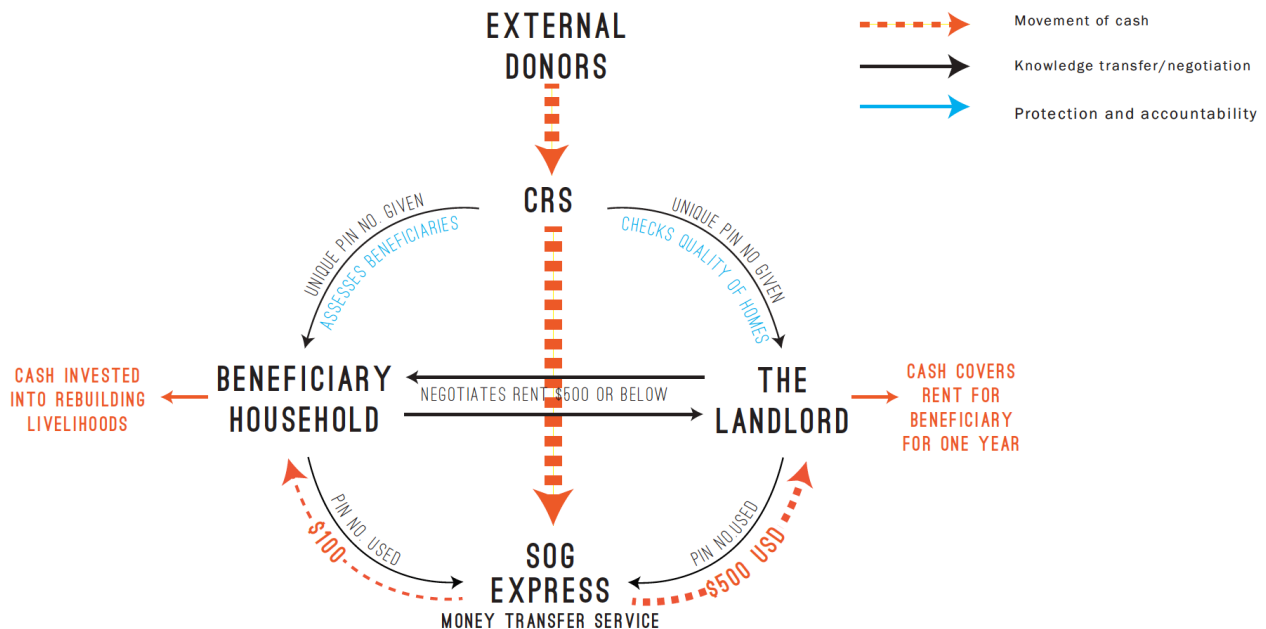 EXTERNAL
DONORS
Movement of cash
Knowledge transfer/negotiation
Protection and accountability
CRS
UNIQUE PIN NO. GIVEN
ASSESSES BENEFICIARIES
UNIQUE PIN NO GIVEN
CHECKS QUALITY OF HOMES
CASH INVESTED
INTO REBUILDING
LIVELIHOODS
BENEFICIARY
HOUSEHOLD
NEGOTIATES RENT $500 OR BELOW
THE
LANDLORD
CASH COVERS
RENT FOR
BENEFICIARY
FOR ONE YEAR
PIN NO. USED
$100
PIN NO.USED
$500 USD
SOG
EXPRESS
MONEY TRANSFER SERVICE